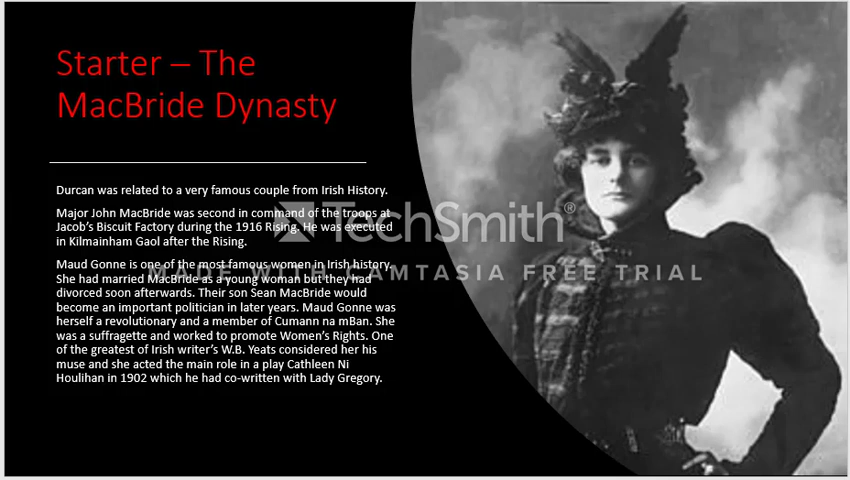 Starter – The
MacBride Dynasty
Durcan was related to a very famous couple from Irish History.
Major John MacBride was second in command of the troops at
Jacob's Biscuit Factory during the 1916 Rising. He was executed
in Kilmainham Gaol after the Rising.
Maud Gonne is one of the most famous women in Irish history.
She had married MacBride as a young woman but they had
divorced soon afterwards. Their son Sean MacBride would
become an important politician in later years. Maud Gonne was
herself a revolutionary and a member of Cumann na mBan. She
was a suffragette and worked to promote Women's Rights. One
of the greatest of Irish writer's W.B. Yeats considered her his
muse and she acted the main role in a play Cathleen Ni
Houlihan in 1902 which he had co-written with Lady Gregory.
TechSmith®
MADE WITH CAMTASIA FREE TRIAL